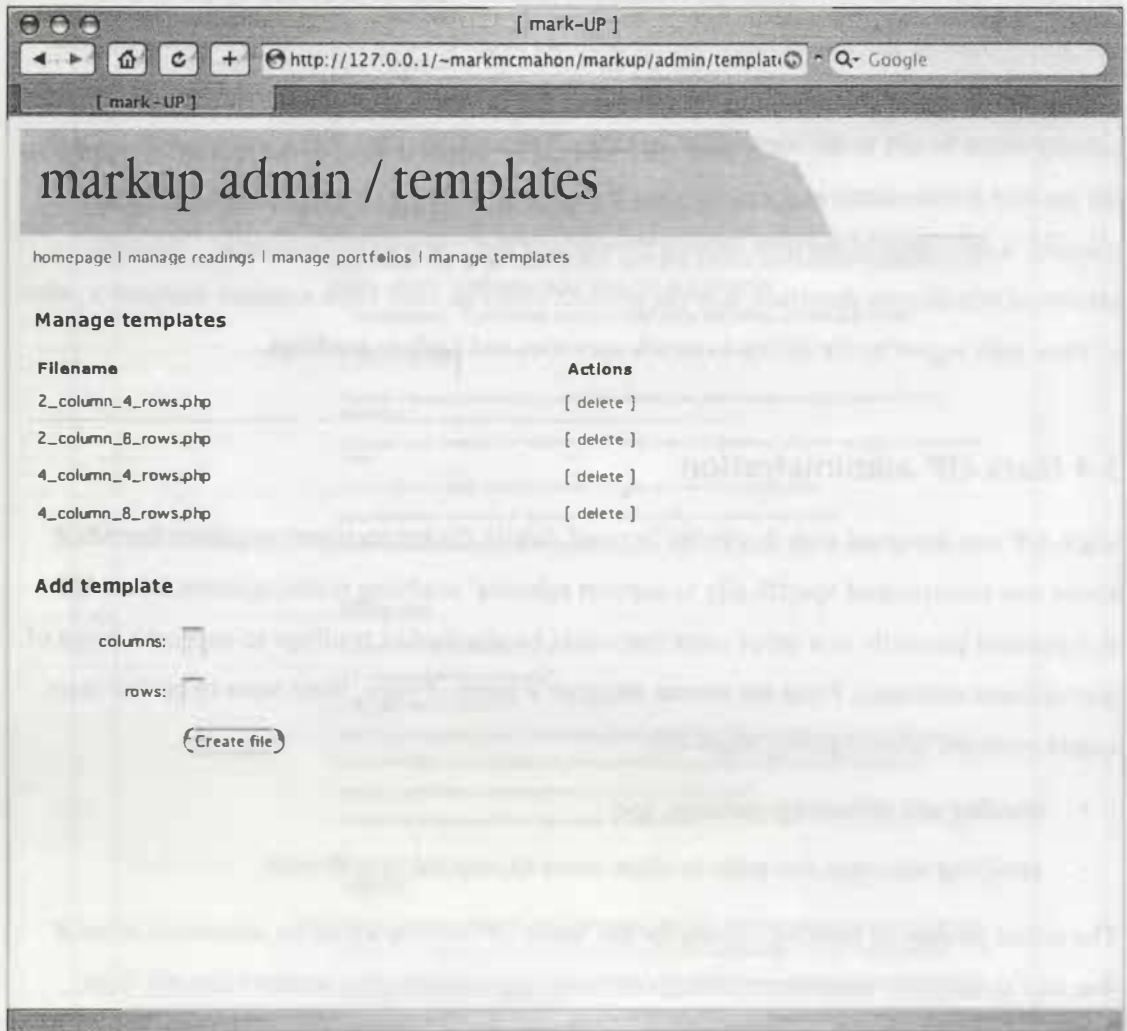 [ mark-UP ]
http://127.0.0.1/~markmcmahon/markup/admin/templat
Google
[ mark-UP ]
markup admin / templates
homepage | manage readings | manage portfolios | manage templates
Manage templates
Filename Actions
2_column_4_rows.php [ delete ]
2_column_8_rows.php [ delete ]
4_column_4_rows.php [ delete ]
4_column_8_rows.php [ delete ]
Add template
columns:
rows:
Create file